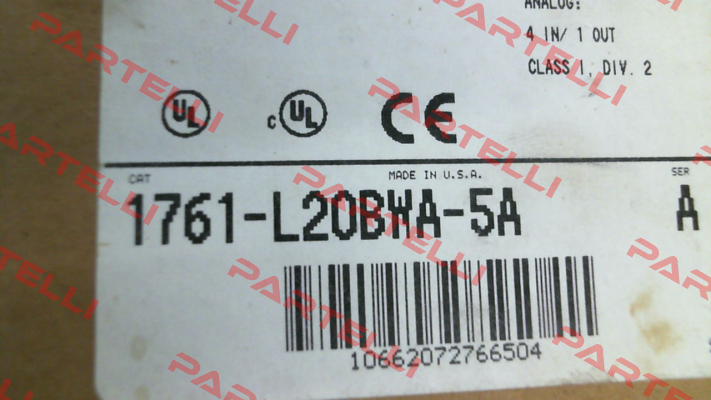 ANALOG:
4 IN/ 1 OUT
CLASS I, DIV. 2
UL
C UL
CE
CAT
MADE IN U.S.A.
SER
1761-L20BWA-5A
A
10662072766504
PARTELLI
PARTELLI
PARTELLI
PARTELLI
PARTELLI
PARTELLI
PARTELLI
PARTELLI
PARTELLI